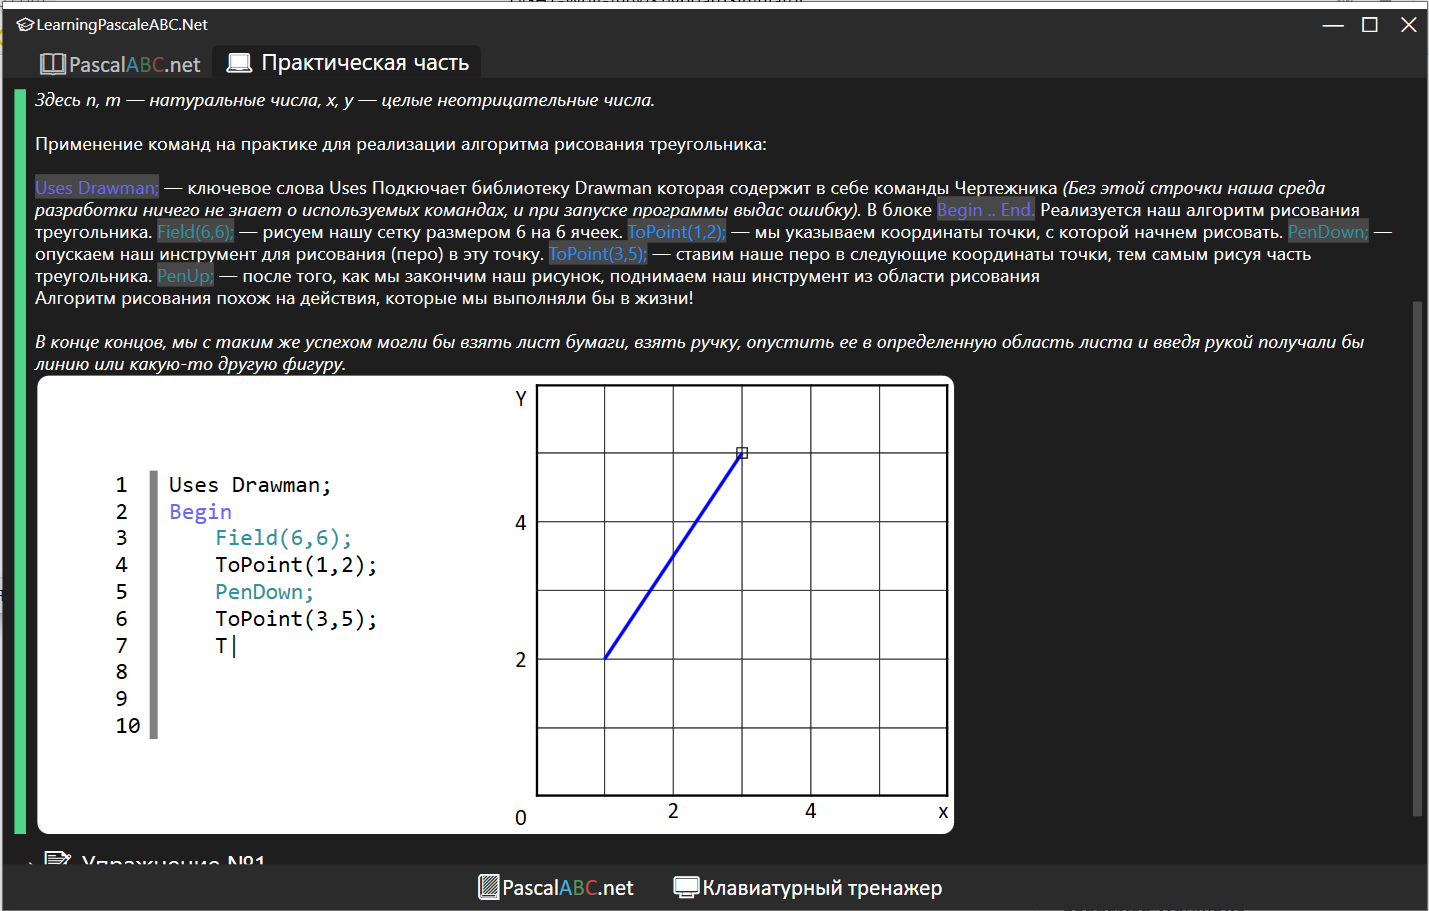 LearningPascaleABC.Net
PascalABC.net
Практическая часть
Здесь n, m — натуральные числа, x, y — целые неотрицательные числа.
Применение команд на практике для реализации алгоритма рисования треугольника:
Uses Drawman; — ключевое слова Uses Подкючает библиотеку Drawman которая содержит в себе команды Чертежника (Без этой строчки наша среда
разработки ничего не знает о используемых командах, и при запуске программы выдас ошибку). В блоке Begin .. End. Реализуется наш алгоритм рисования
треугольника. Field(6,6); — рисуем нашу сетку размером 6 на 6 ячеек. ToPoint(1,2); — мы указываем координаты точки, с которой начнем рисовать. PenDown; —
опускаем наш инструмент для рисования (перо) в эту точку. ToPoint(3,5); — ставим наше перо в следующие координаты точки, тем самым рисуя часть
треугольника. PenUp; — после того, как мы закончим наш рисунок, поднимаем наш инструмент из области рисования
Алгоритм рисования похож на действия, которые мы выполняли бы в жизни!
В конце концов, мы с таким же успехом могли бы взять лист бумаги, взять ручку, опустить ее в определенную область листа и введя рукой получали бы
линию или какую-то другую фигуру.
1 Uses Drawman;
2 Begin
3 Field(6,6);
4 ToPoint(1,2);
5 PenDown;
6 ToPoint(3,5);
7 T|
8
9
10
Y
4
2
0
2
4
x
Упражнение №1
PascalABC.net
Клавиатурный тренажер